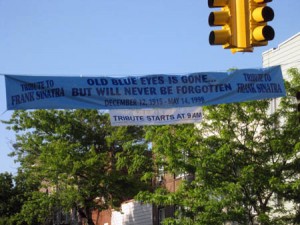 TRIBUTE TO
FRANK SINATRA
OLD BLUE EYES IS GONE...
BUT WILL NEVER BE FORGOTTEN
DECEMBER 12, 1915 - MAY 14, 1998
TRIBUTE TO
FRANK SINATRA
TRIBUTE STARTS AT 9 AM